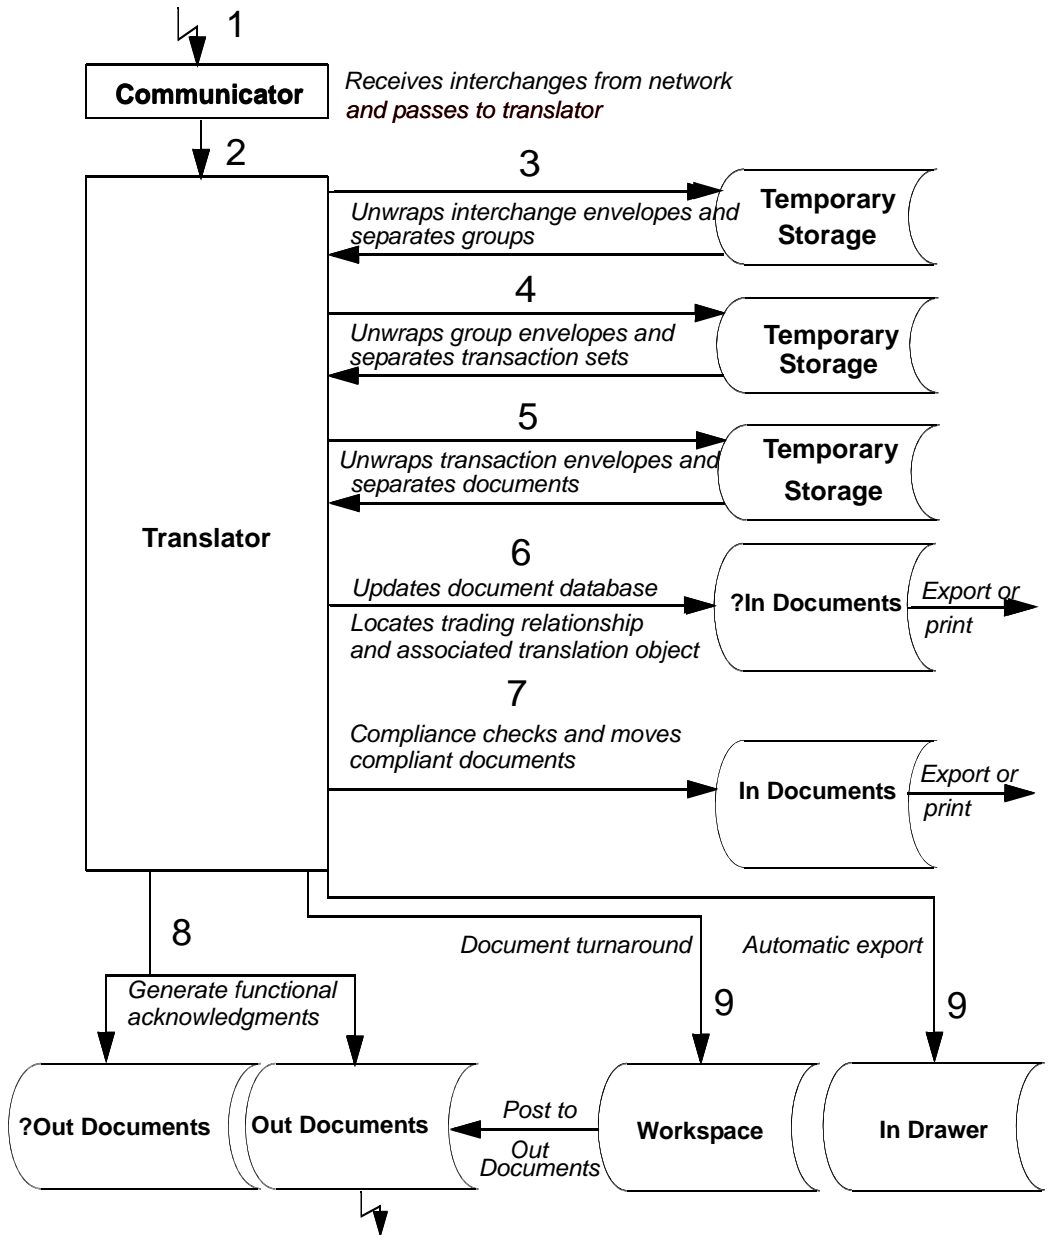 1
Communicator
Receives interchanges from network
and passes to translator
2
3
Unwraps interchange envelopes and
separates groups
Temporary
Storage
4
Unwraps group envelopes and
separates transaction sets
Temporary
Storage
5
Unwraps transaction envelopes and
separates documents
Temporary
Storage
Translator
6
Updates document database
Locates trading relationship
and associated translation object
?In Documents
Export or
print
7
Compliance checks and moves
compliant documents
In Documents
Export or
print
8
Generate functional
acknowledgments
Document turnaround
9
Automatic export
9
?Out Documents
Out Documents
Post to
Out
Documents
Workspace
In Drawer